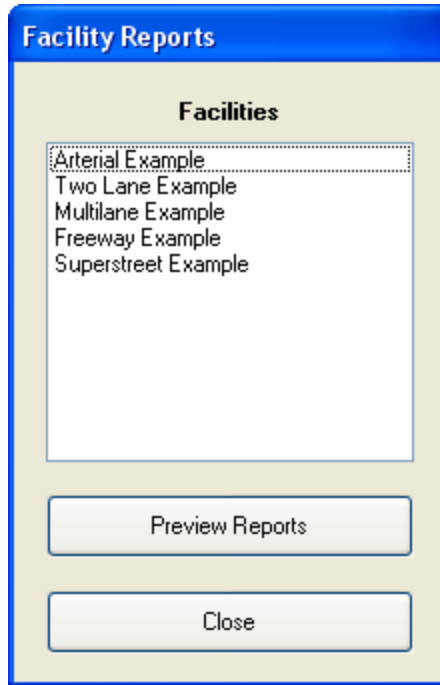 Facility Reports
Facilities
Arterial Example
Two Lane Example
Multilane Example
Freeway Example
Superstreet Example
Preview Reports
Close